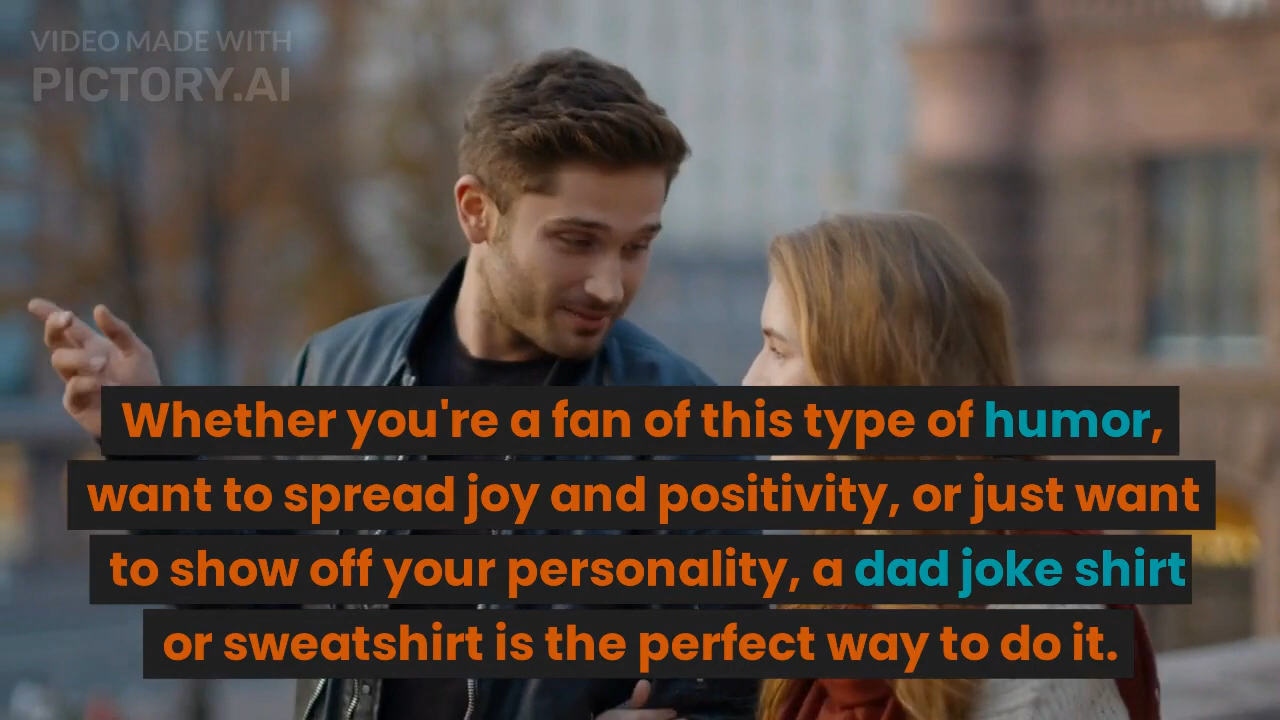 VIDEO MADE WITH
PICTORY.AI
Whether you're a fan of this type of humor,
want to spread joy and positivity, or just want
to show off your personality, a dad joke shirt
or sweatshirt is the perfect way to do it.